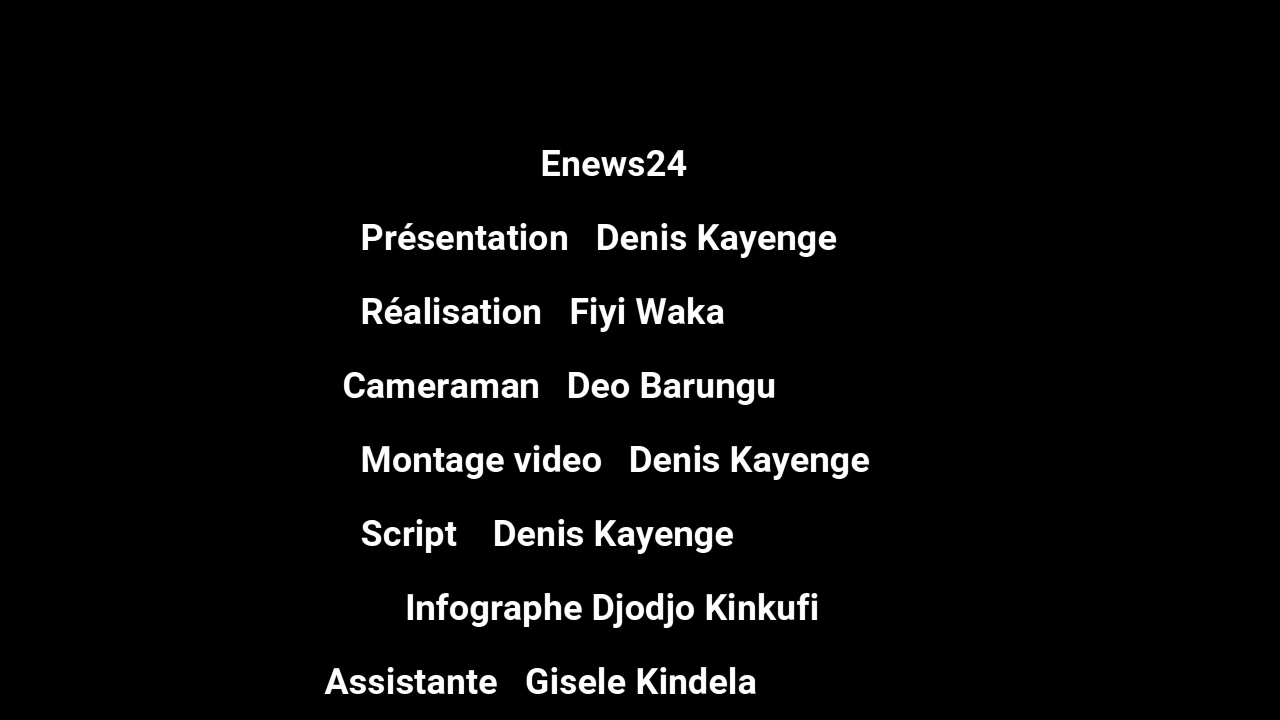 Enews24
Présentation Denis Kayenge
Réalisation Fiyi Waka
Cameraman Deo Barungu
Montage video Denis Kayenge
Script Denis Kayenge
Infographe Djodjo Kinkufi
Assistante Gisele Kindela